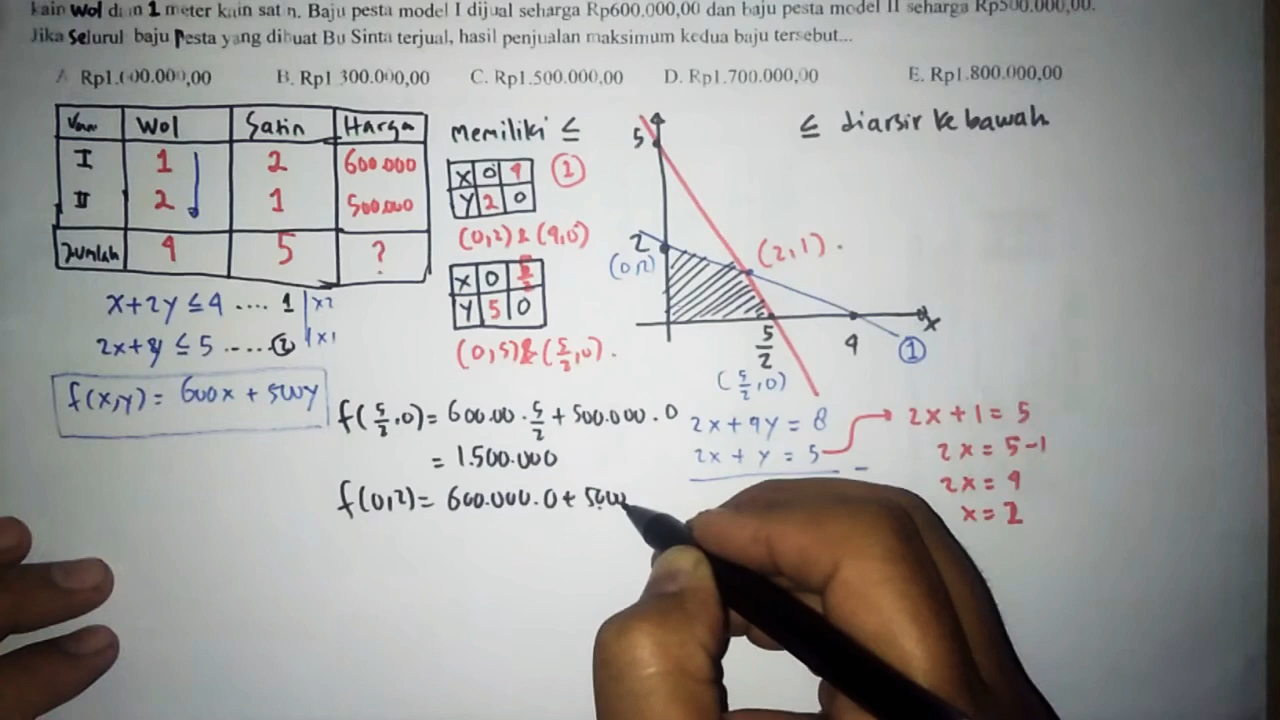 kain wol dan 1 meter kain satin. Baju pesta model I dijual seharga Rp600.000,00 dan baju pesta model II seharga Rp500.000,00.
Jika Seluruh baju Pesta yang dibuat Bu Sinta terjual, hasil penjualan maksimum kedua baju tersebut...
A. Rp1.600.000,00 B. Rp1.300.000,00 C. Rp1.500.000,00 D. Rp1.700.000,00 E. Rp1.800.000,00
Wol Satin Harga
I 1 2 600.000
II 2 1 500.000
Jumlah 4 5 ?
x+2y ≤ 4 .... 1 | x2
2x+y ≤ 5 ..... 2 | x1
f(x,y) = 600x + 500y
Memiliki ≤
x 0 4 1
y 2 0
(0,2) & (4,0)
x 0 5/2
y 5 0
(0,5) & (5/2,0).
≤ diarsir ke bawah
5
2
(0,2)
(2,1).
5/2
(5/2,0)
4
x
1
f(5/2,0) = 600.00 . 5/2 + 500.000 . 0
= 1.500.000
f(0,2) = 600.000.0 + 500
2x + 4y = 8
2x + y = 5 -
2x + 1 = 5
2x = 5-1
2x = 4
x = 2